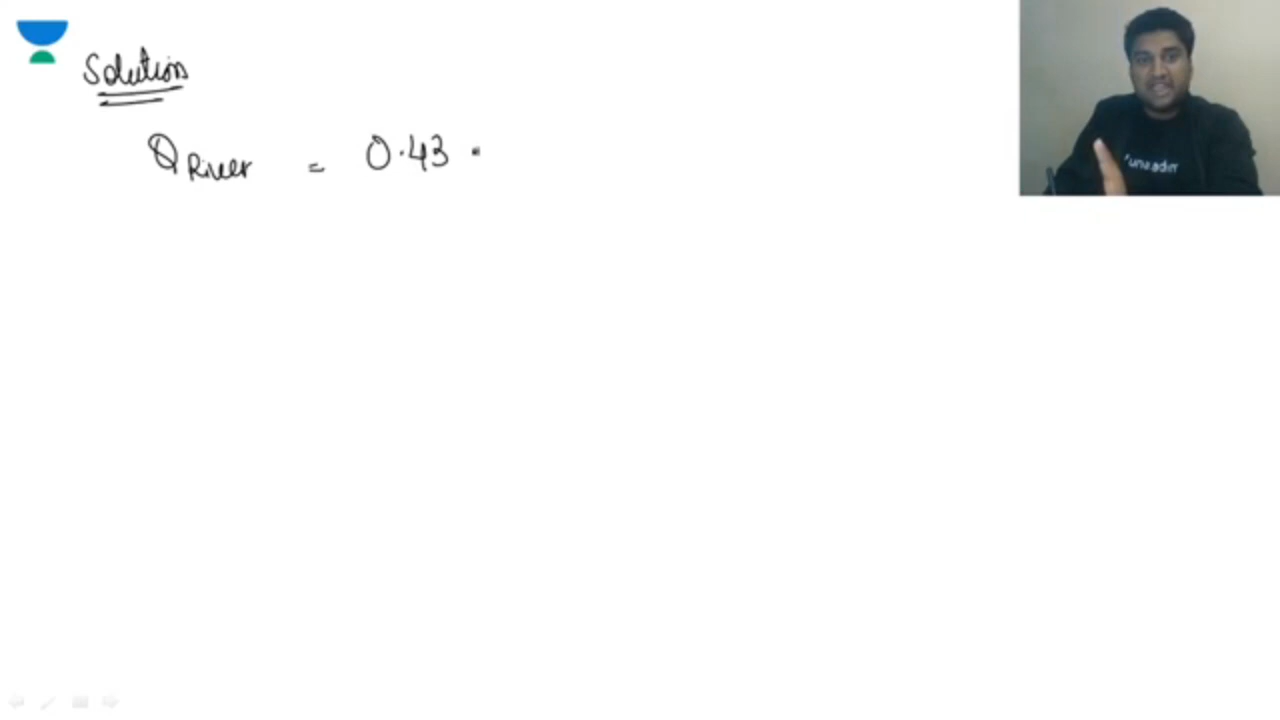 Solution
Q River = 0.43